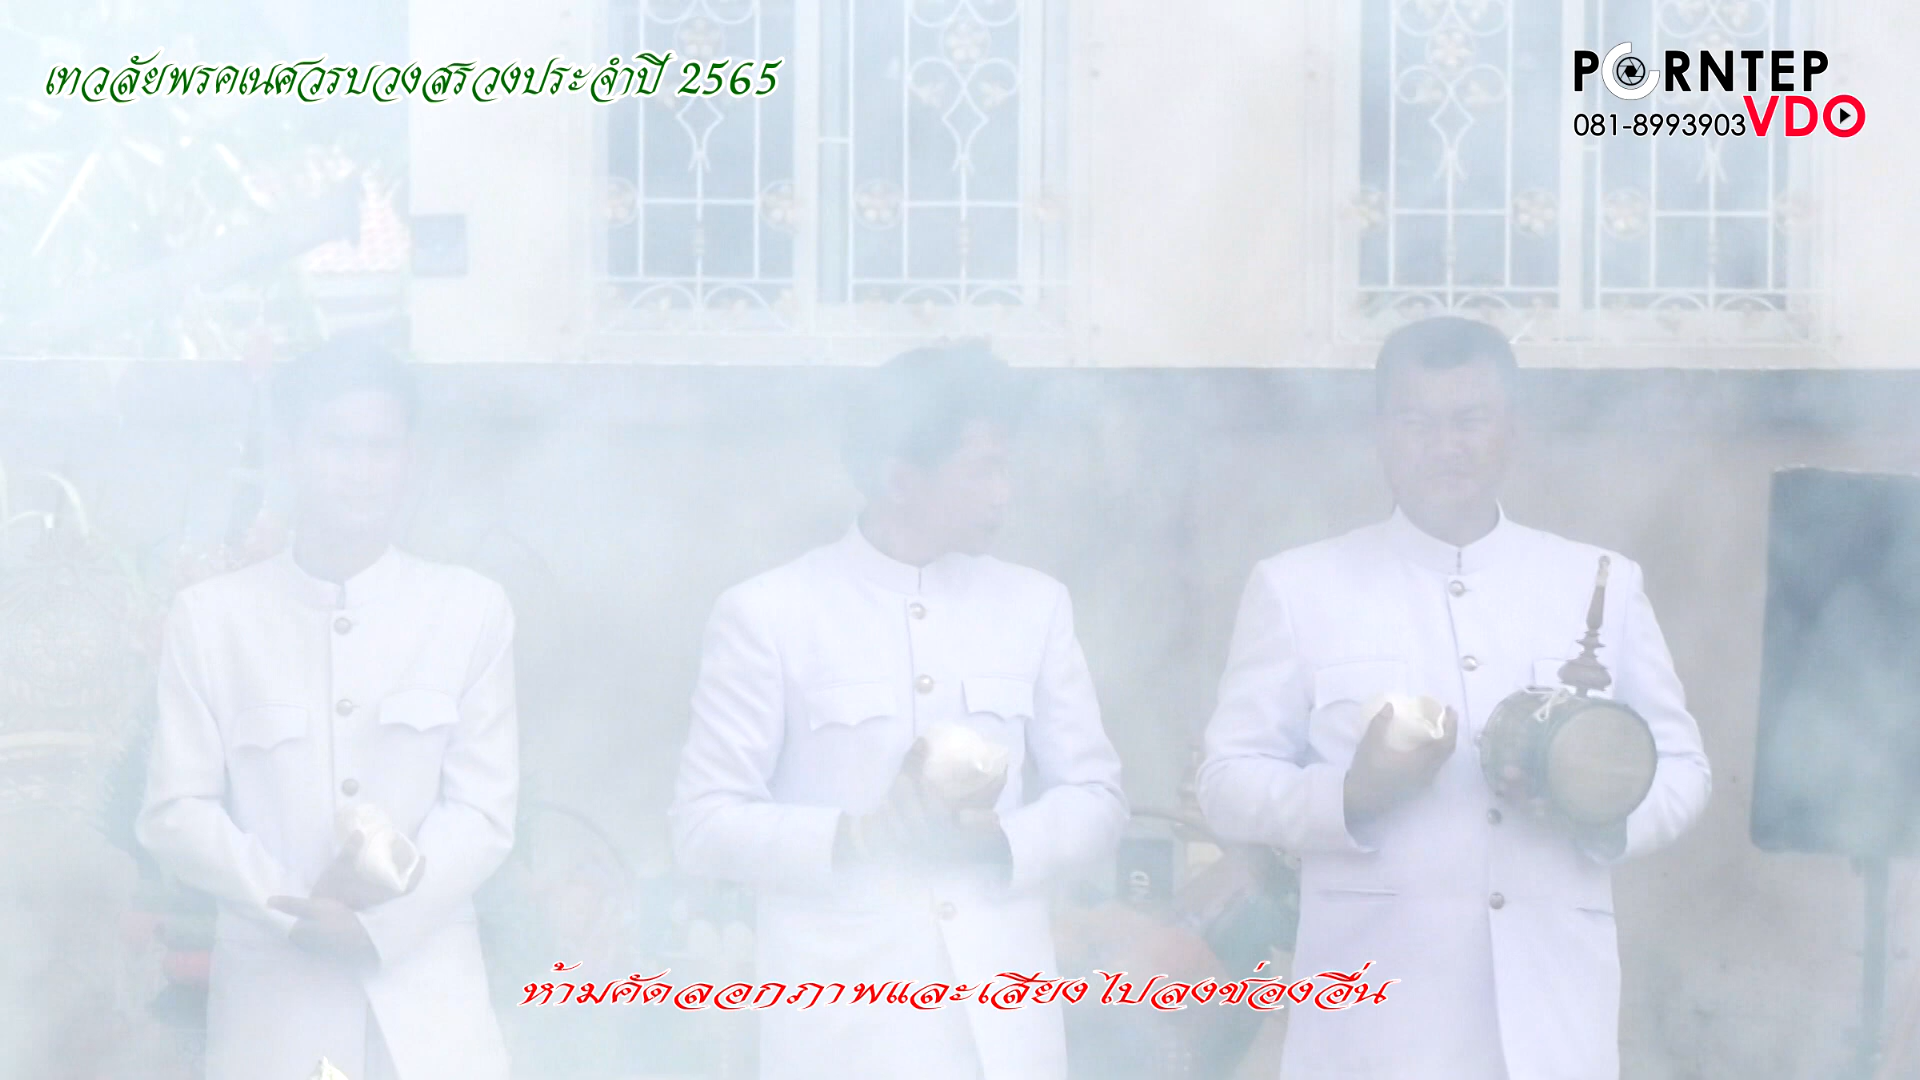 เทวลัยพรคเนศวรบวงสรวงประจำปี 2565
PORNTEP
081-8993903 VDO
ห้ามคัดลอกภาพและเสียงไปลงช่องอื่น